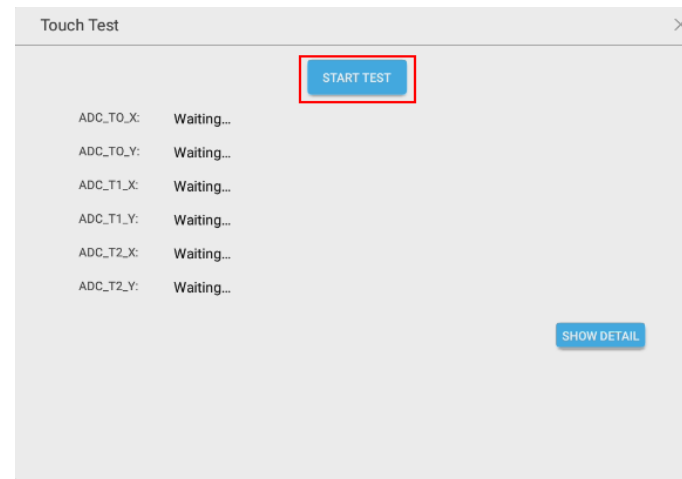 Touch Test
START TEST
ADC_T0_X: Waiting...
ADC_T0_Y: Waiting...
ADC_T1_X: Waiting...
ADC_T1_Y: Waiting...
ADC_T2_X: Waiting...
ADC_T2_Y: Waiting...
SHOW DETAIL